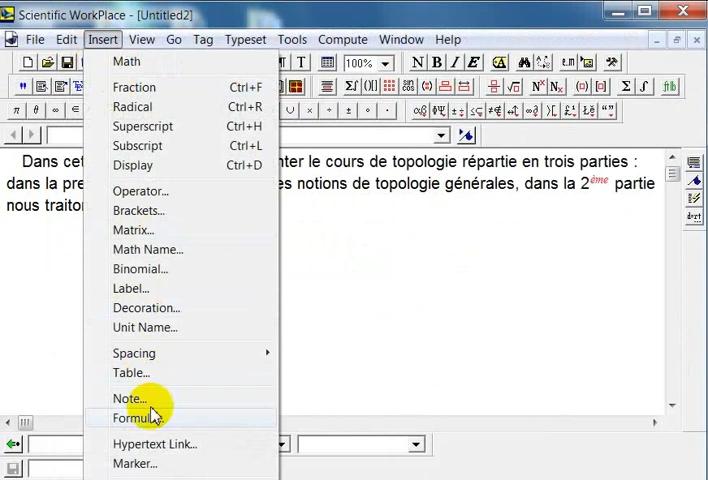 Scientific WorkPlace - [Untitled2]
File Edit Insert View Go Tag Typeset Tools Compute Window Help
Math
100%
N B I E
Fraction Ctrl+F
Radical Ctrl+R
Superscript Ctrl+H
Subscript Ctrl+L
Display Ctrl+D
Operator...
Brackets...
Matrix...
Math Name...
Binomial...
Label...
Decoration...
Unit Name...
Spacing
Table...
Note...
Formula...
Hypertext Link...
Marker...
Dans cet nter le cours de topologie répartie en trois parties :
dans la pre es notions de topologie générales, dans la 2ème partie
nous traitor